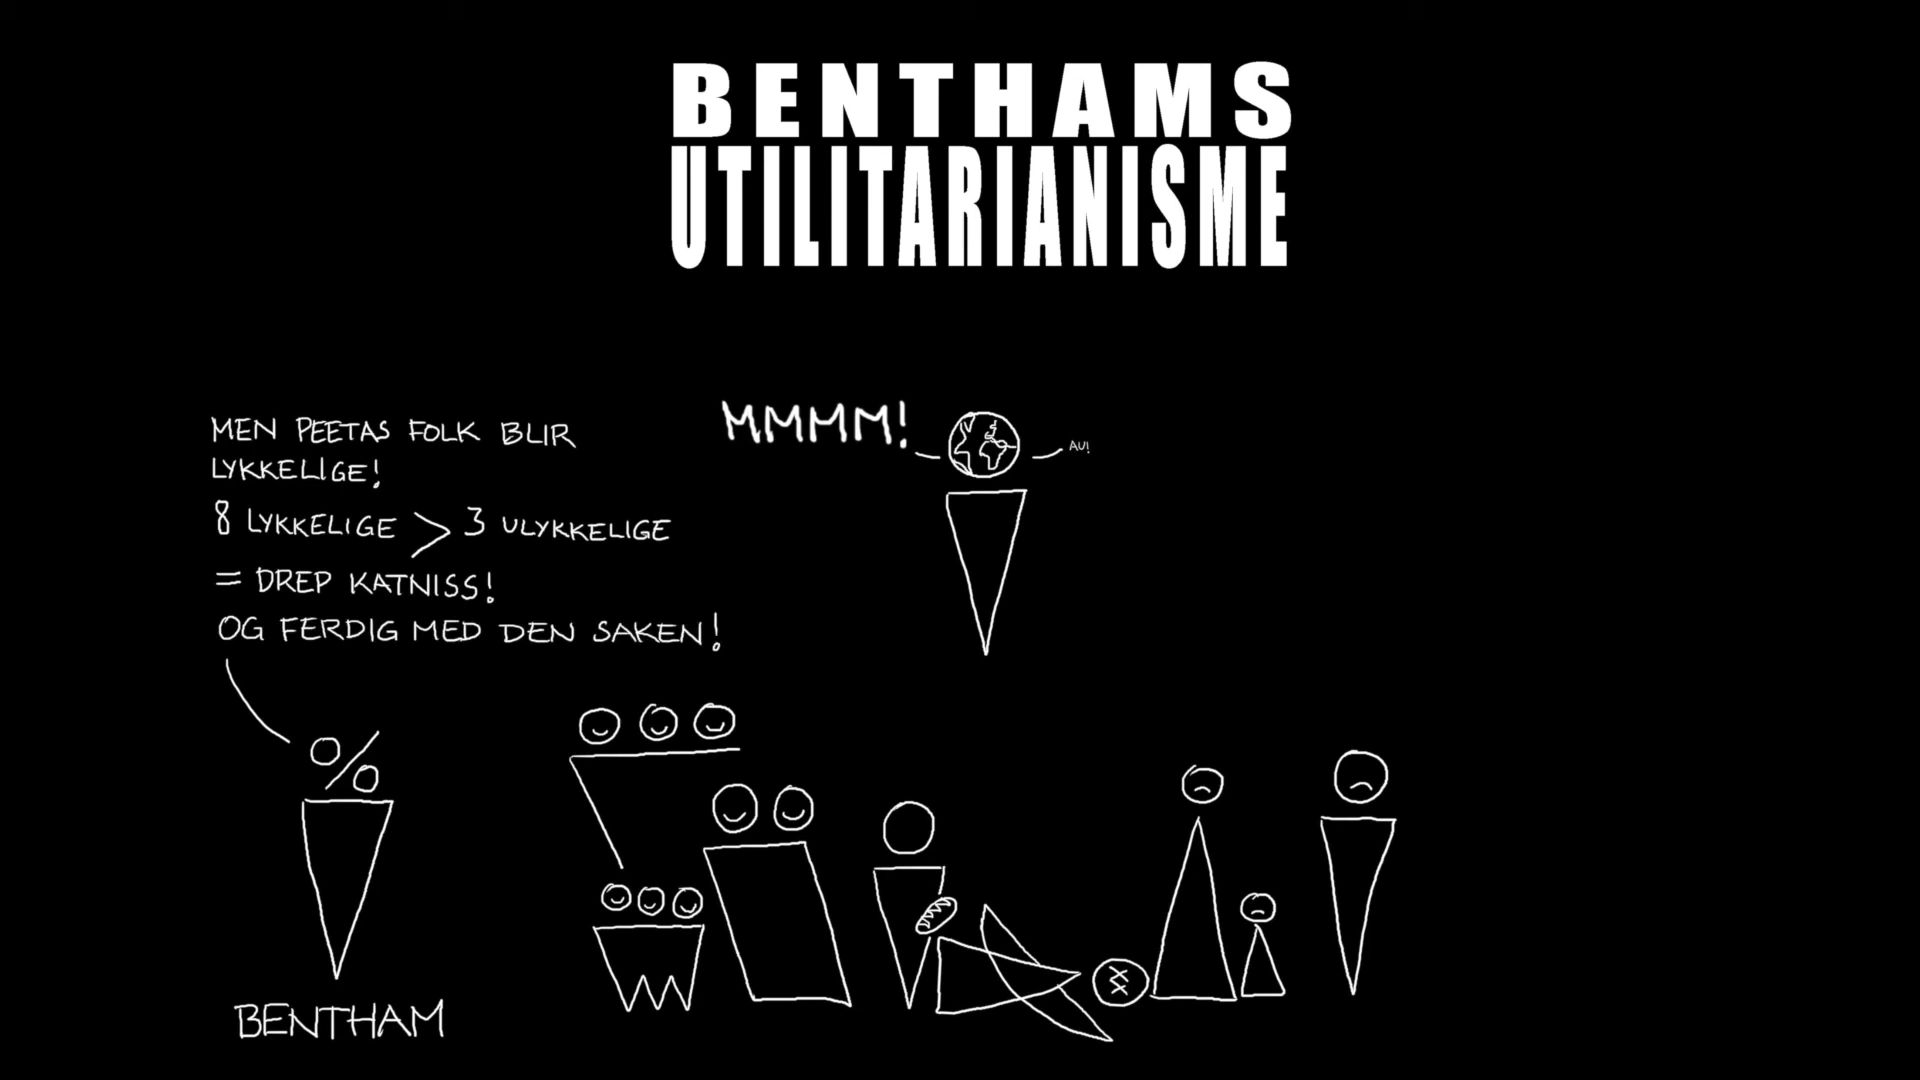 BENTHAMS
UTILITARIANISME
MEN PEETAS FOLK BLIR
LYKKELIGE!
8 LYKKELIGE > 3 ULYKKELIGE
= DREP KATNISS!
OG FERDIG MED DEN SAKEN!
MMMM!
AU!
%
BENTHAM